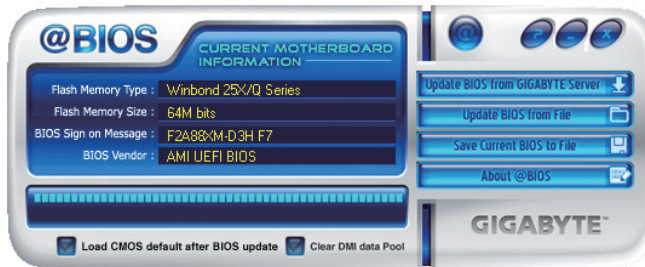 @BIOS
CURRENT MOTHERBOARD
INFORMATION
Flash Memory Type : Winbond 25X/Q Series
Flash Memory Size : 64M bits
BIOS Sign on Message : F2A88XM-D3H F7
BIOS Vendor : AMI UEFI BIOS
Load CMOS default after BIOS update
Clear DMI data Pool
@
? - X
Update BIOS from GIGABYTE Server
Update BIOS from File
Save Current BIOS to File
About @BIOS
GIGABYTE™